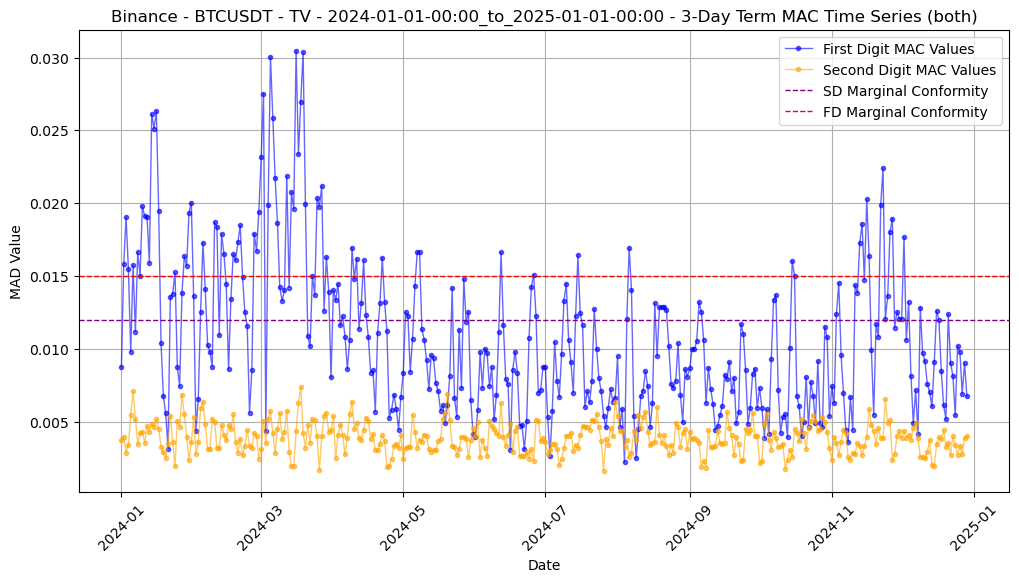 Binance - BTCUSDT - TV - 2024-01-01-00:00_to_2025-01-01-00:00 - 3-Day Term MAC Time Series (both)
First Digit MAC Values
Second Digit MAC Values
SD Marginal Conformity
FD Marginal Conformity
MAD Value
0.030
0.025
0.020
0.015
0.010
0.005
2024-01
2024-03
2024-05
2024-07
2024-09
2024-11
2025-01
Date